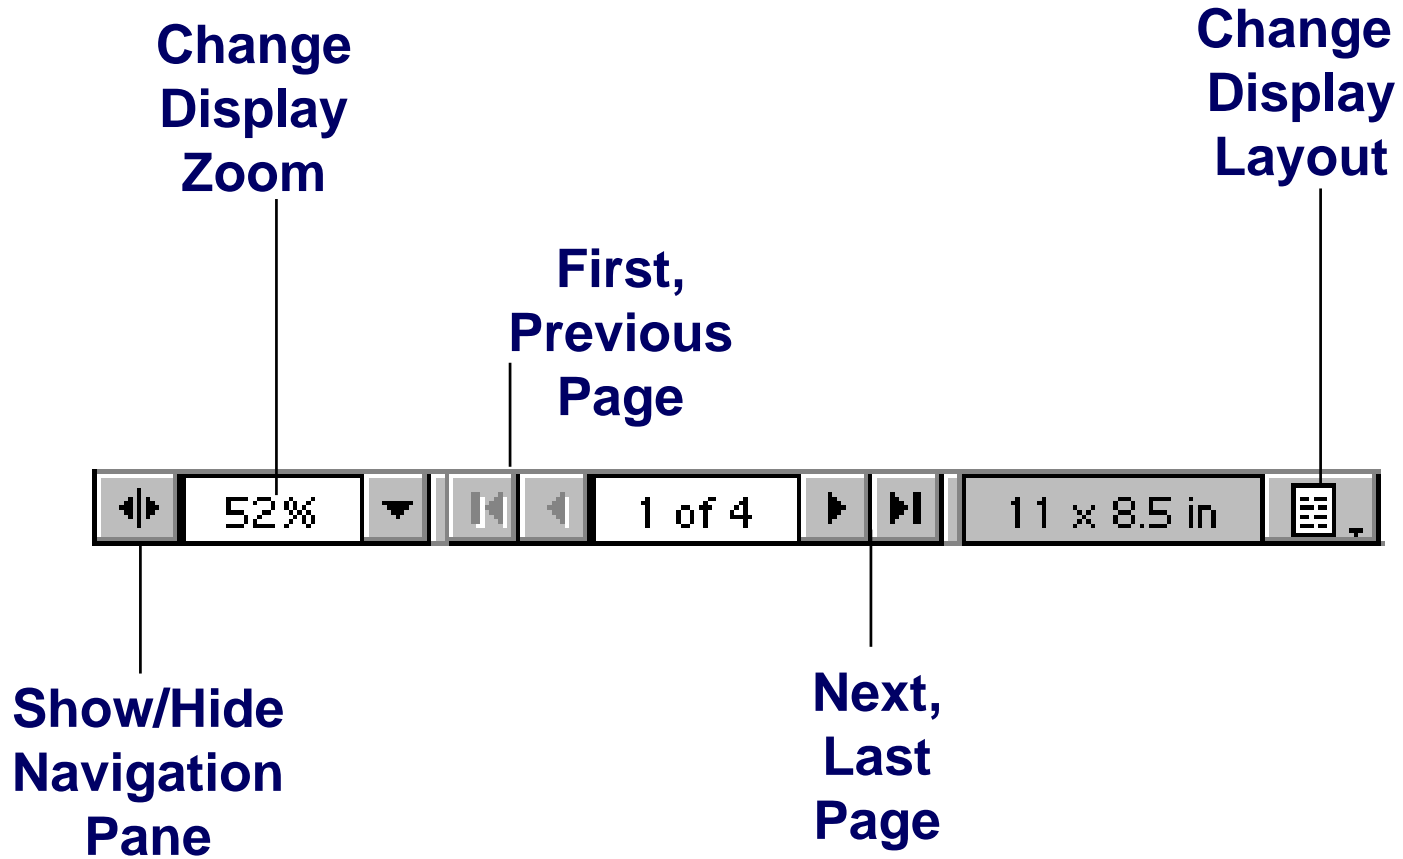 Change
Display
Zoom
Change
Display
Layout
First,
Previous
Page
52%
1 of 4
11 x 8.5 in
Show/Hide
Navigation
Pane
Next,
Last
Page